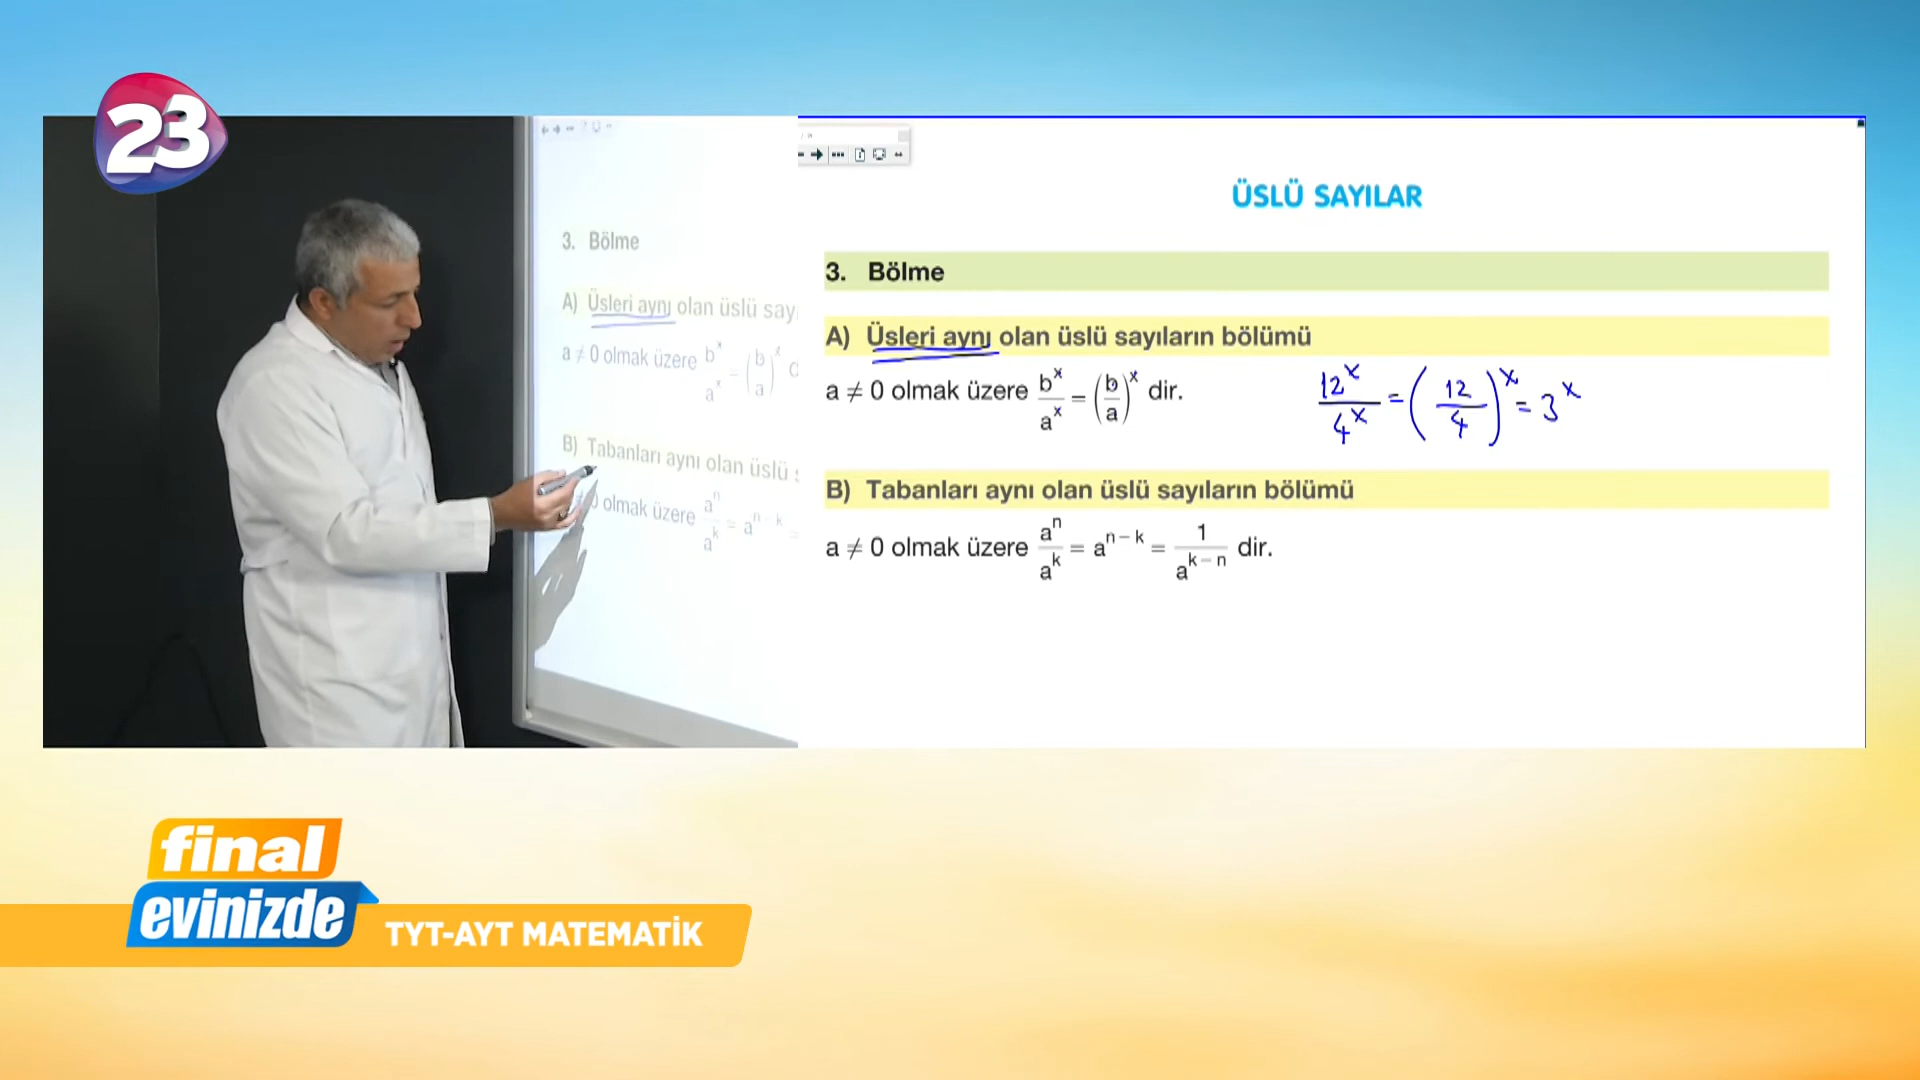 23
3. Bölme
A) Üsleri aynı olan üslü sayı
a ≠ 0 olmak üzere b^x / a^x = (b/a)^x
B) Tabanları aynı olan üslü
0 olmak üzere a^n / a^k = a^{n-k} =
ÜSLÜ SAYILAR
3. Bölme
A) Üsleri aynı olan üslü sayıların bölümü
a ≠ 0 olmak üzere b^x / a^x = (b/a)^x dir.
12^x / 4^x = (12/4)^x = 3^x
B) Tabanları aynı olan üslü sayıların bölümü
a ≠ 0 olmak üzere a^n / a^k = a^{n-k} = 1 / a^{k-n} dir.
final
evinizde
TYT-AYT MATEMATİK